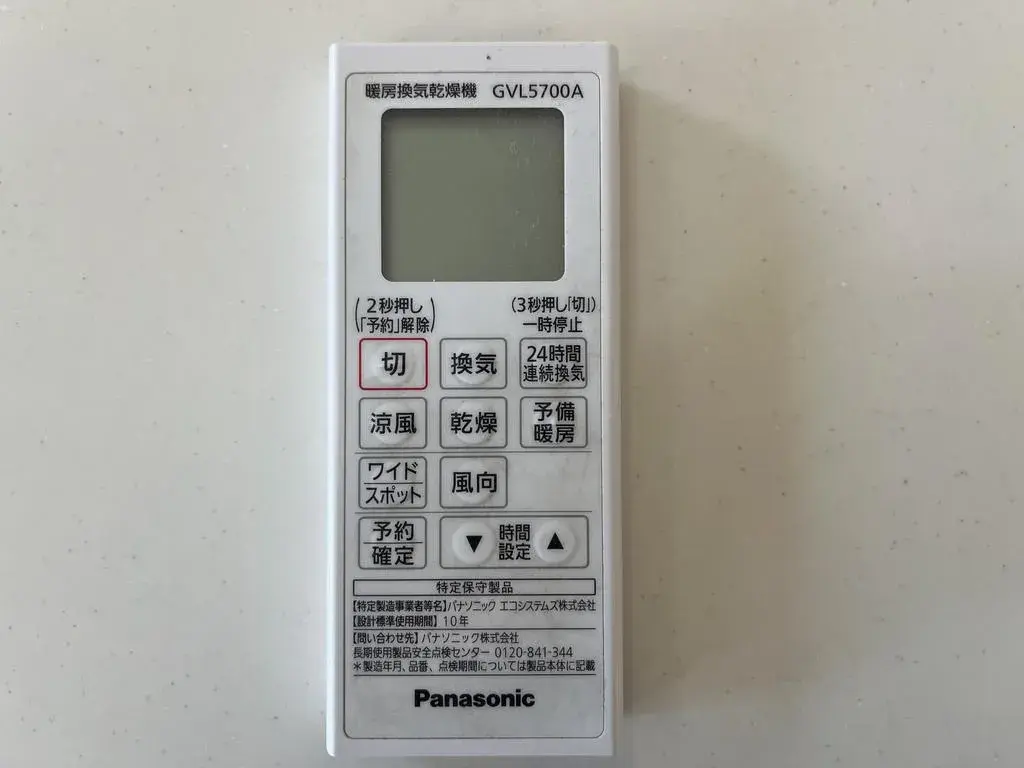 暖房換気乾燥機 GVL5700A
(2秒押し
「予約」解除)
(3秒押し「切」)
一時停止
切
換気
24時間
連続換気
涼風
乾燥
予備
暖房
ワイド
スポット
風向
予約
確定
▼
時間
設定
▲
特定保守製品
【特定製造事業者等名】パナソニック エコシステムズ株式会社
【設計標準使用期間】10年
【問い合わせ先】パナソニック株式会社
長期使用製品安全点検センター 0120-841-344
*製造年月、品番、点検期間については製品本体に記載
Panasonic